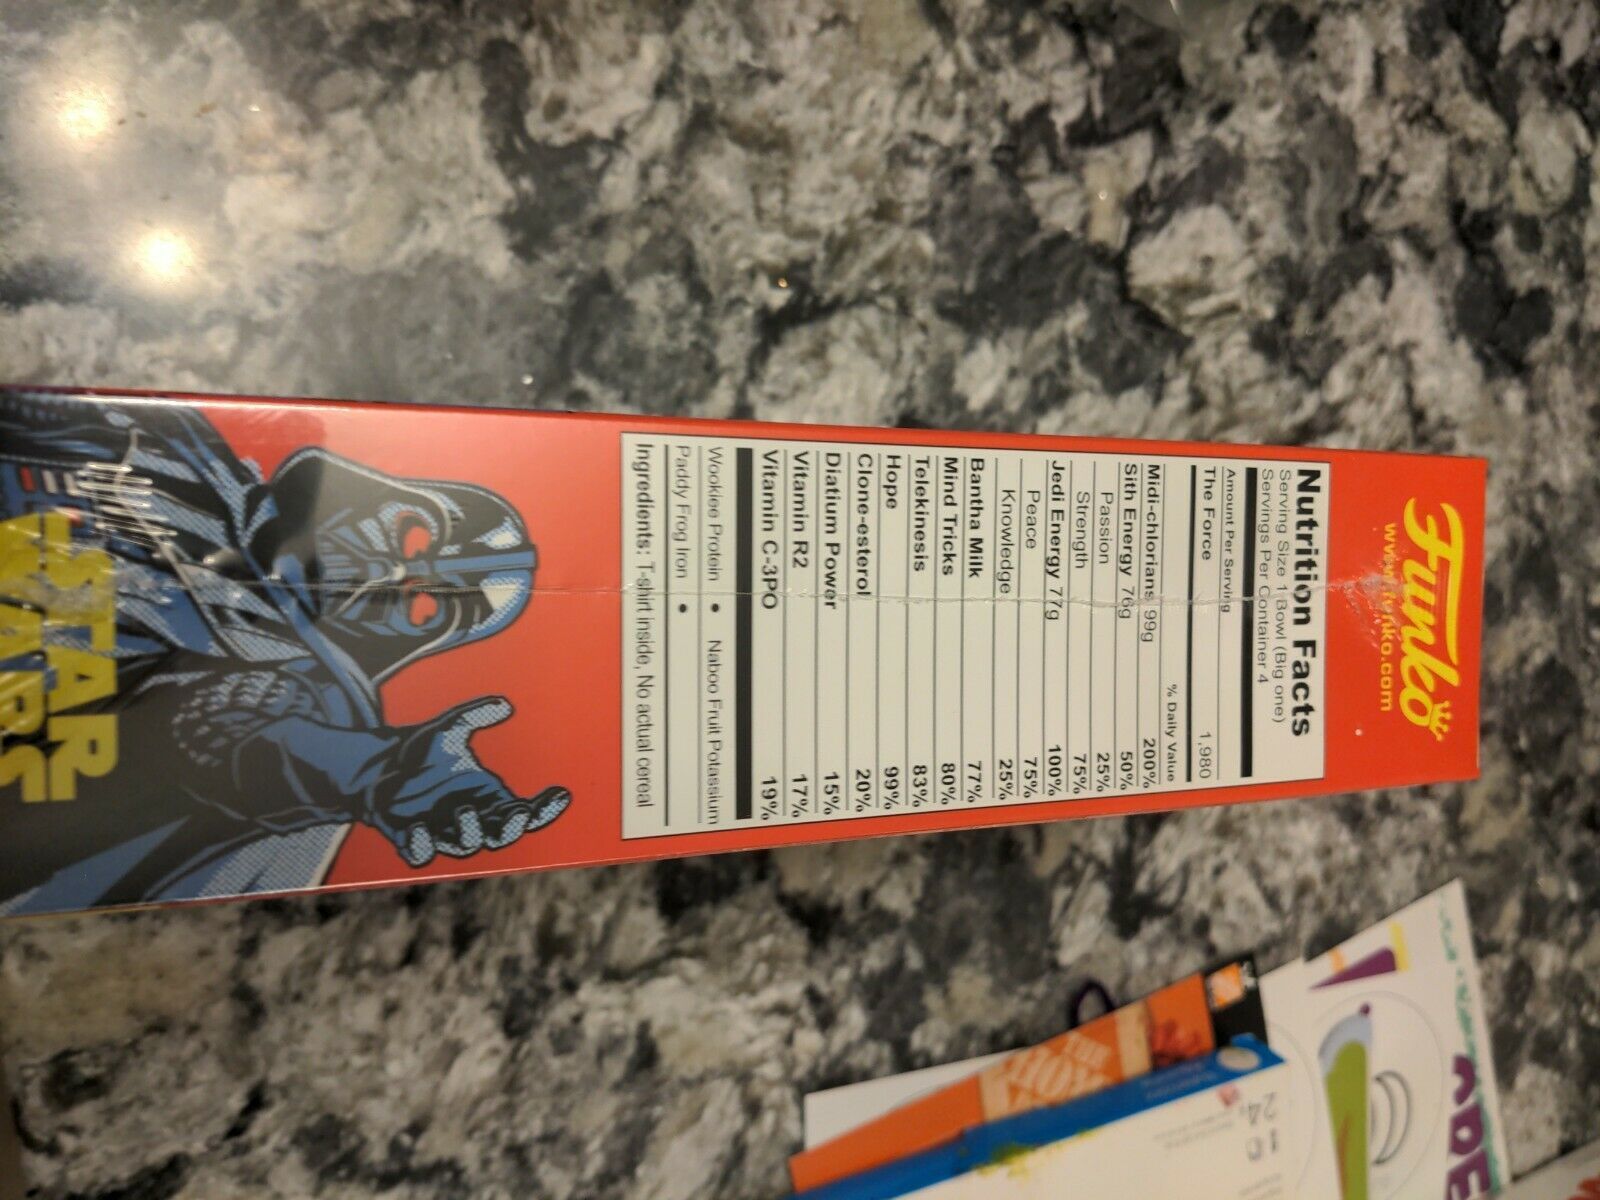 Funko
www.funko.com
Nutrition Facts
Serving Size 1 Bowl (Big one)
Servings Per Container 4
Amount Per Serving
The Force 1,980
% Daily Value
Midi-chlorians 99g 200%
Sith Energy 76g 50%
Passion 25%
Strength 75%
Jedi Energy 77g 100%
Peace 75%
Knowledge 25%
Bantha Milk 77%
Mind Tricks 80%
Telekinesis 83%
Hope 99%
Clone-esterol 20%
Diatium Power 15%
Vitamin R2 17%
Vitamin C-3PO 19%
Wookiee Protein • Naboo Fruit Potassium
Paddy Frog Iron •
Ingredients: T-shirt inside, No actual cereal
STAR
WARS
THE
HOM
24